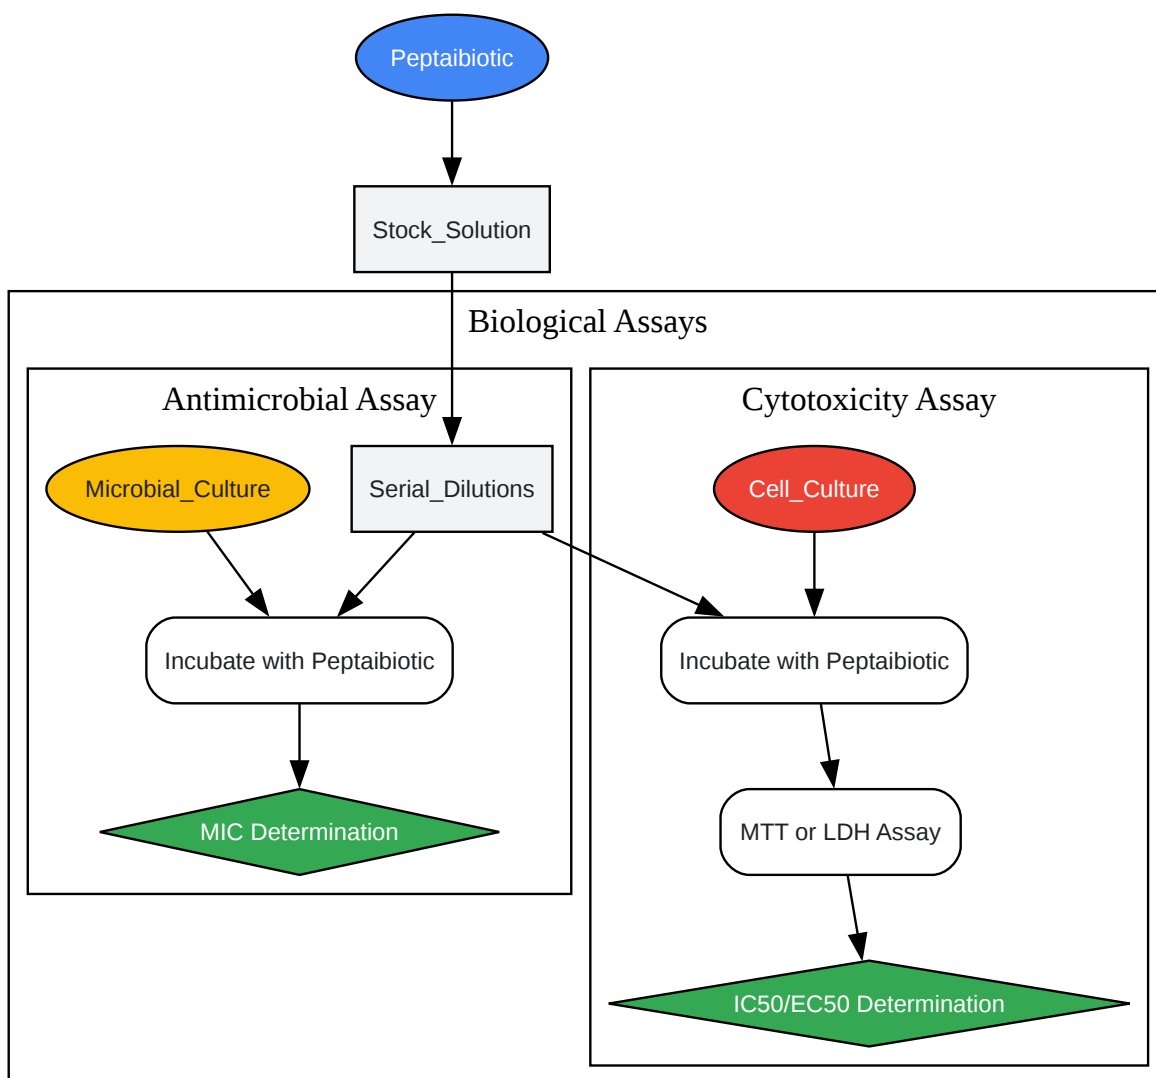 Peptaibiotic
Stock_Solution
Biological Assays
Antimicrobial Assay
Cytotoxicity Assay
Microbial_Culture
Serial_Dilutions
Cell_Culture
Incubate with Peptaibiotic
Incubate with Peptaibiotic
MIC Determination
MTT or LDH Assay
IC50/EC50 Determination